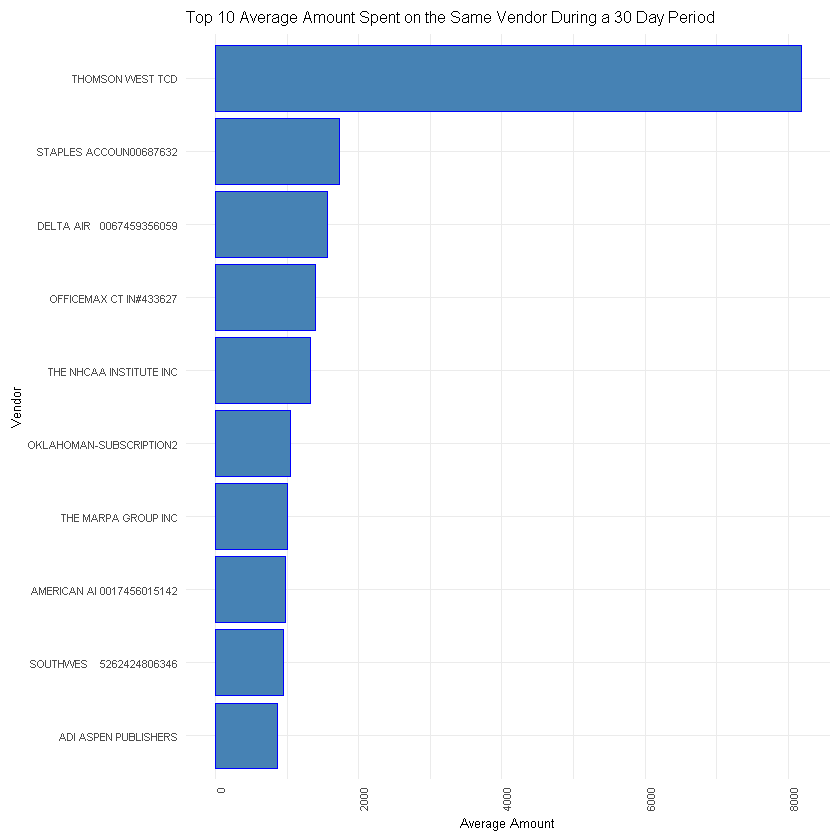 Top 10 Average Amount Spent on the Same Vendor During a 30 Day Period
THOMSON WEST TCD
STAPLES ACCOUN00687632
DELTA AIR   0067459356059
OFFICEMAX CT IN#433627
THE NHCAA INSTITUTE INC
OKLAHOMAN-SUBSCRIPTION2
THE MARPA GROUP INC
AMERICAN AI 0017456015142
SOUTHWES    5262424806346
ADI ASPEN PUBLISHERS
Vendor
0
2000
4000
6000
8000
Average Amount